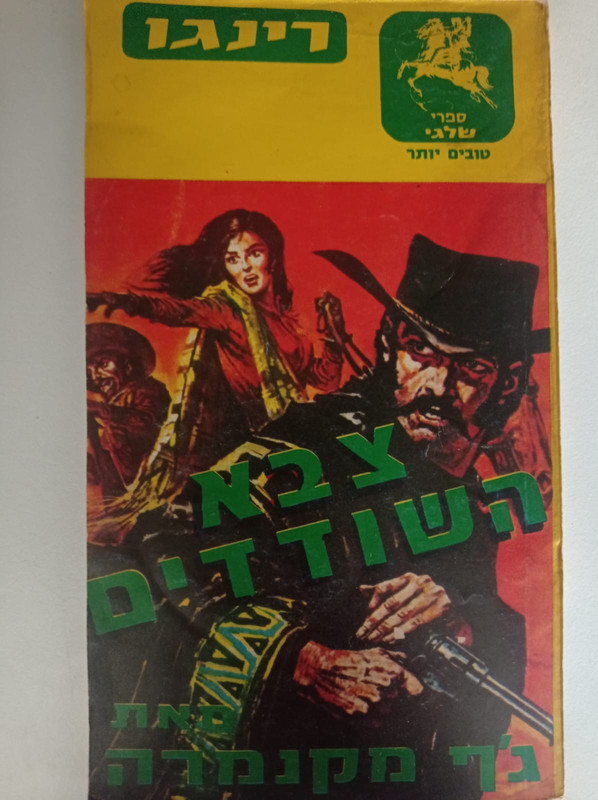 רינגו
ספרי
שלגי
טובים יותר
צבא
השודדים
מאת
ג'ף מקנמרה